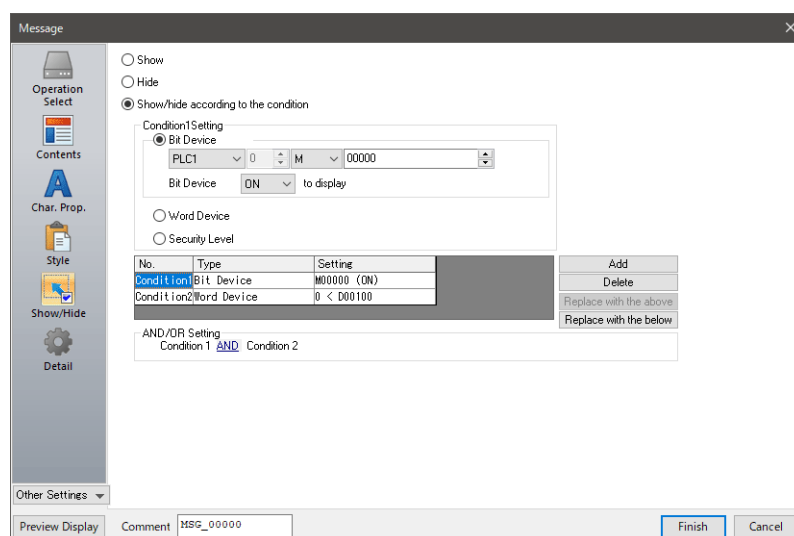 Message
Operation
Select
Contents
Char. Prop.
Style
Show/Hide
Detail
Other Settings
Preview Display
Show
Hide
Show/hide according to the condition
Condition1Setting
Bit Device
PLC1 0 M 00000
Bit Device ON to display
Word Device
Security Level
No. Type Setting
Condition1 Bit Device M00000 (ON)
Condition2 Word Device 0 < D00100
Add
Delete
Replace with the above
Replace with the below
AND/OR Setting
Condition 1 AND Condition 2
Comment MSG_00000
Finish Cancel